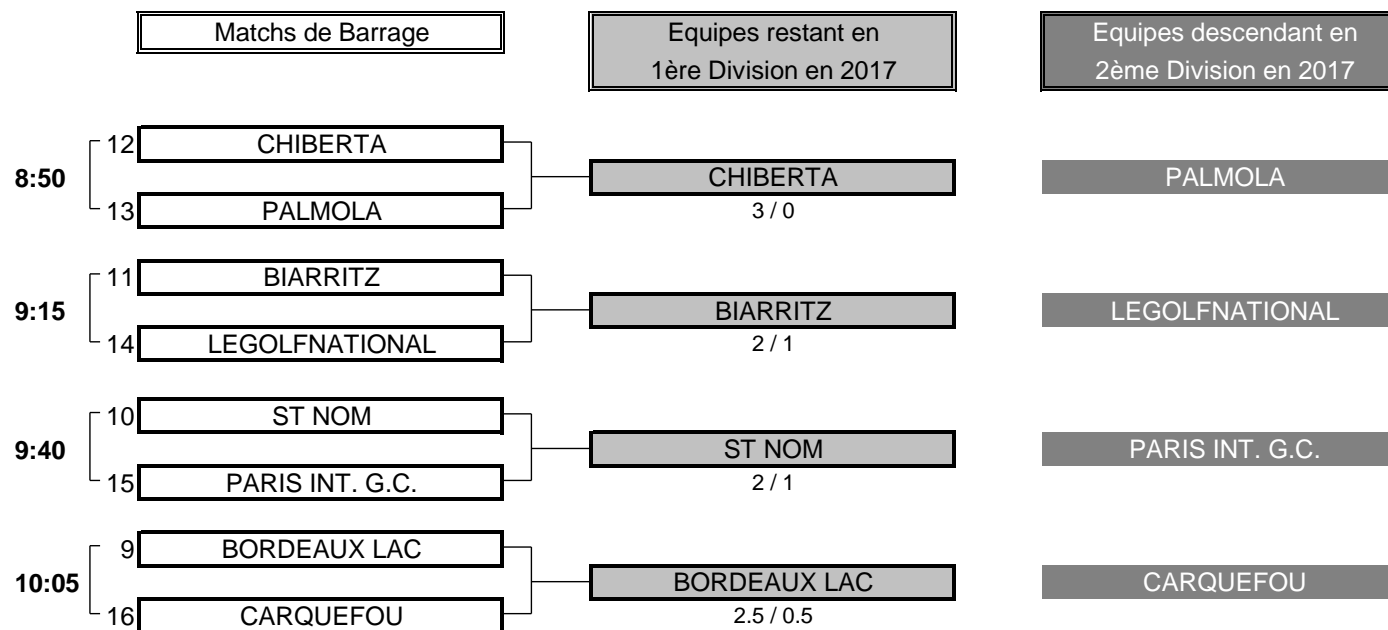 Matchs de Barrage
Equipes restant en
1ère Division en 2017
Equipes descendant en
2ème Division en 2017
8:50
12 CHIBERTA
13 PALMOLA
CHIBERTA
3 / 0
PALMOLA
9:15
11 BIARRITZ
14 LEGOLFNATIONAL
BIARRITZ
2 / 1
LEGOLFNATIONAL
9:40
10 ST NOM
15 PARIS INT. G.C.
ST NOM
2 / 1
PARIS INT. G.C.
10:05
9 BORDEAUX LAC
16 CARQUEFOU
BORDEAUX LAC
2.5 / 0.5
CARQUEFOU